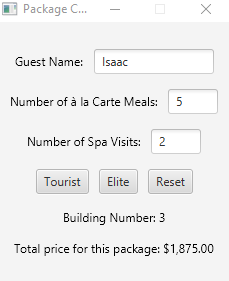 Package C...
Guest Name: Isaac
Number of à la Carte Meals: 5
Number of Spa Visits: 2
Tourist Elite Reset
Building Number: 3
Total price for this package: $1,875.00